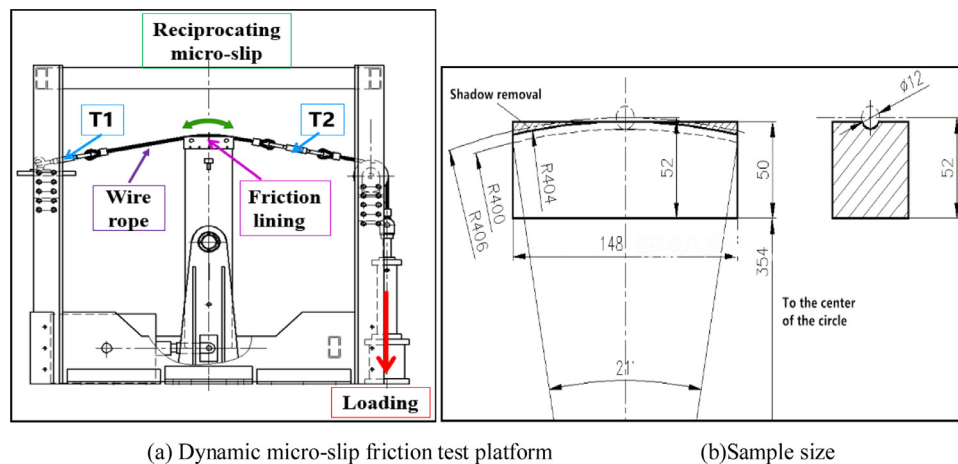 Reciprocating
micro-slip
T1
T2
Wire
rope
Friction
lining
Loading
Shadow removal
ø12
52
50
52
R404
R400
R406
148
354
To the center
of the circle
21°
(a) Dynamic micro-slip friction test platform
(b)Sample size